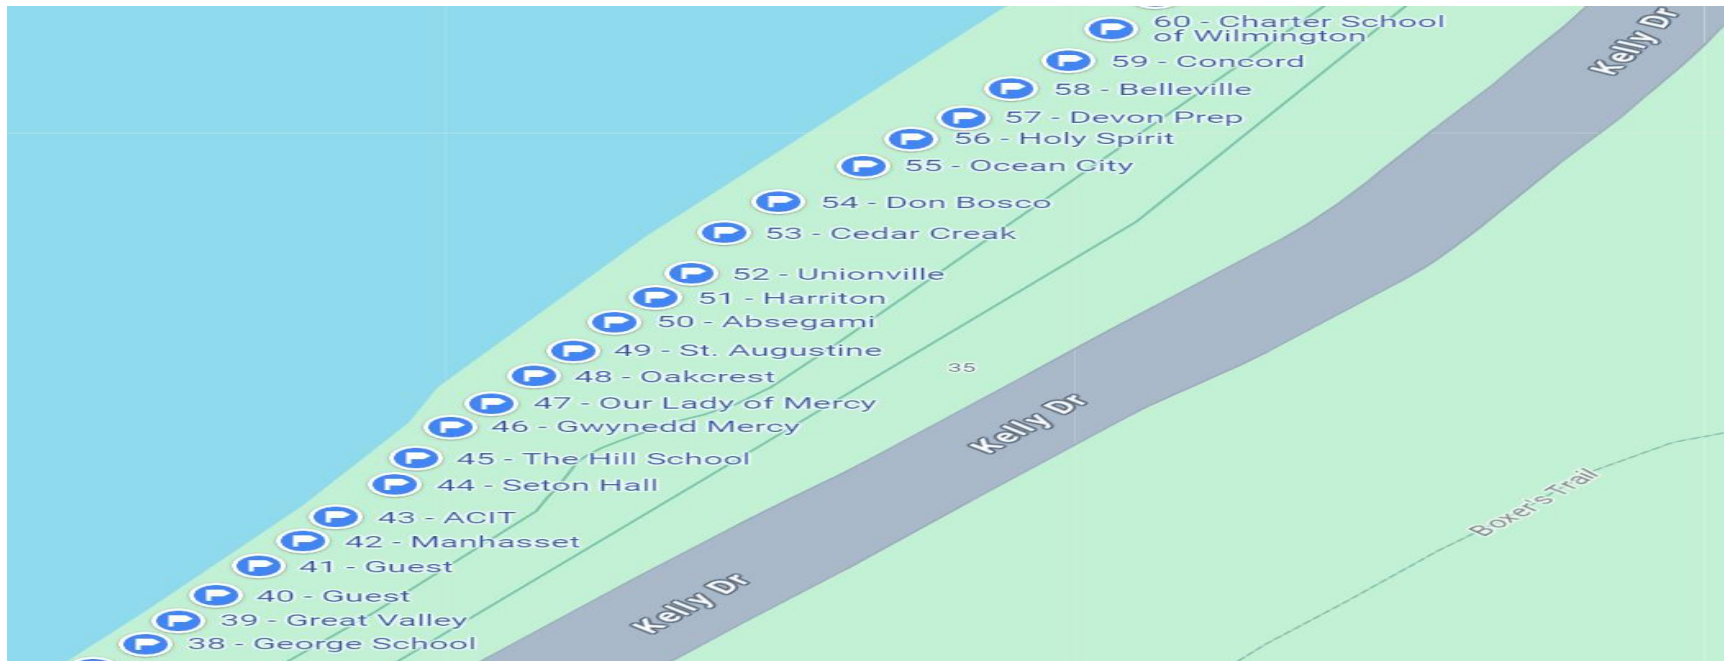 60 - Charter School
of Wilmington
Kelly Dr
59 - Concord
58 - Belleville
57 - Devon Prep
56 - Holy Spirit
55 - Ocean City
54 - Don Bosco
53 - Cedar Creak
52 - Unionville
51 - Harriton
50 - Absegami
49 - St. Augustine
35
48 - Oakcrest
47 - Our Lady of Mercy
Kelly Dr
46 - Gwynedd Mercy
45 - The Hill School
44 - Seton Hall
Boxer's-Trail
43 - ACIT
42 - Manhasset
41 - Guest
40 - Guest
Kelly Dr
39 - Great Valley
38 - George School